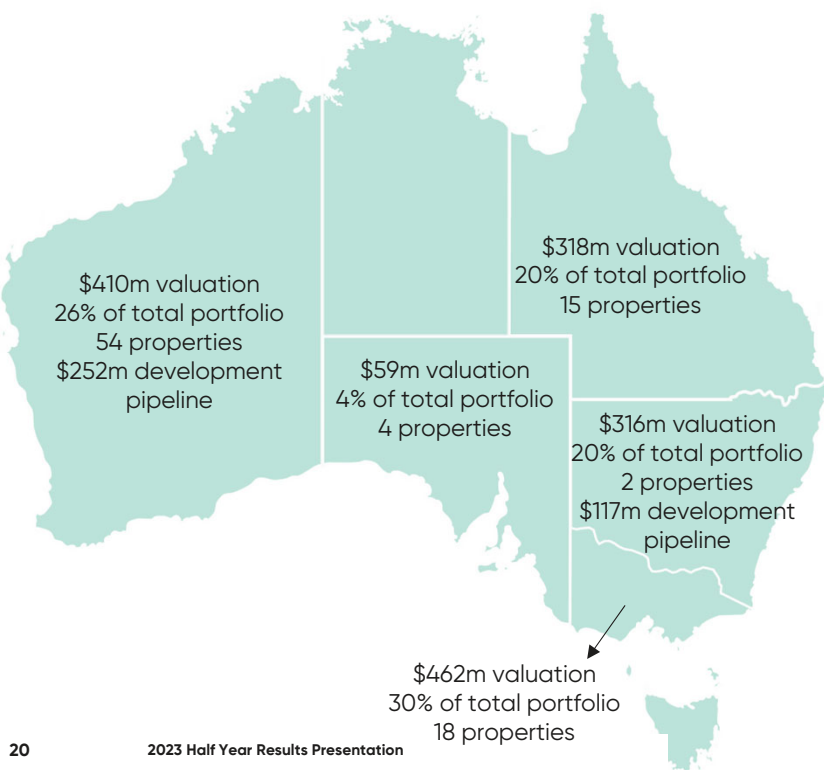 $318m valuation
20% of total portfolio
15 properties
$410m valuation
26% of total portfolio
54 properties
$252m development
pipeline
$59m valuation
4% of total portfolio
4 properties
$316m valuation
20% of total portfolio
2 properties
$117m development
pipeline
$462m valuation
30% of total portfolio
18 properties
20
2023 Half Year Results Presentation